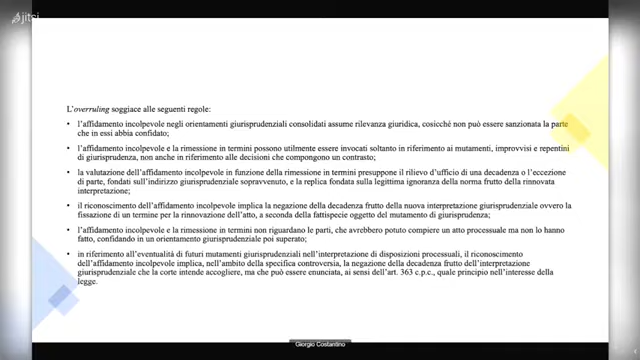 jitsi
L'overruling soggiace alle seguenti regole:
• l'affidamento incolpevole negli orientamenti giurisprudenziali consolidati assume rilevanza giuridica, cosicché non può essere sanzionata la parte
che in essi abbia confidato;
• l'affidamento incolpevole e la rimessione in termini possono utilmente essere invocati soltanto in riferimento ai mutamenti, improvvisi e repentini
di giurisprudenza, non anche in riferimento alle decisioni che compongono un contrasto;
• la valutazione dell'affidamento incolpevole in funzione della rimessione in termini presuppone il rilievo d'ufficio di una decadenza o l'eccezione
di parte, fondati sull'indirizzo giurisprudenziale sopravvenuto, e la replica fondata sulla legittima ignoranza della norma frutto della rinnovata
interpretazione;
• il riconoscimento dell'affidamento incolpevole implica la negazione della decadenza frutto della nuova interpretazione giurisprudenziale ovvero la
fissazione di un termine per la rinnovazione dell'atto, a seconda della fattispecie oggetto del mutamento di giurisprudenza;
• l'affidamento incolpevole e la rimessione in termini non riguardano le parti, che avrebbero potuto compiere un atto processuale ma non lo hanno
fatto, confidando in un orientamento giurisprudenziale poi superato;
• in riferimento all'eventualità di futuri mutamenti giurisprudenziali nell'interpretazione di disposizioni processuali, il riconoscimento
dell'affidamento incolpevole implica, nell'ambito della specifica controversia, la negazione della decadenza frutto dell'interpretazione
giurisprudenziale che la corte intende accogliere, ma che può essere enunciata, ai sensi dell'art. 363 c.p.c., quale principio nell'interesse della
legge.
Giorgio Costantino